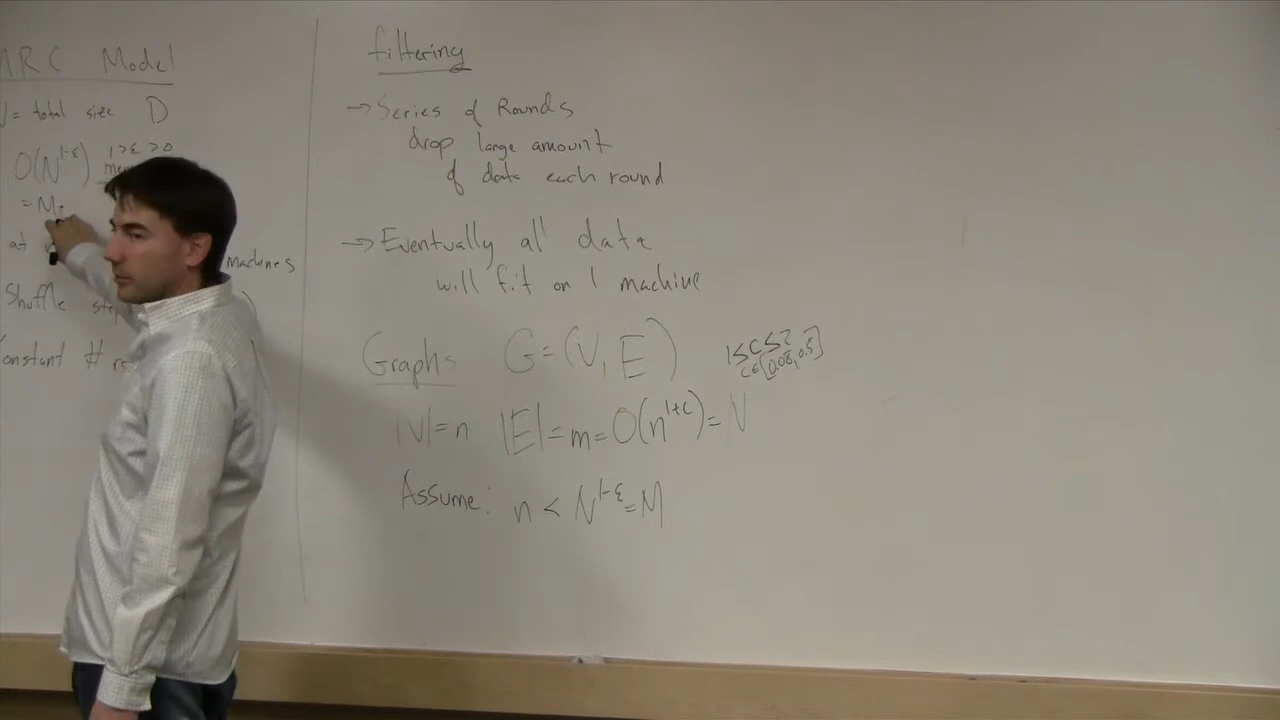 MRC Model
N = total size D
O(N^{1-ε}) 1>ε>0
= M
at machines
Shuffle step )
Constant #
filtering
→ Series of Rounds
drop large amount
of data each round
→ Eventually all data
will fit on 1 machine
Graphs G=(V, E) 1≤C≤2
C∈[0.08, 0.5]
|V|=n |E|=m=O(n^{1+c})=N
Assume: n < N^{1-ε}=M